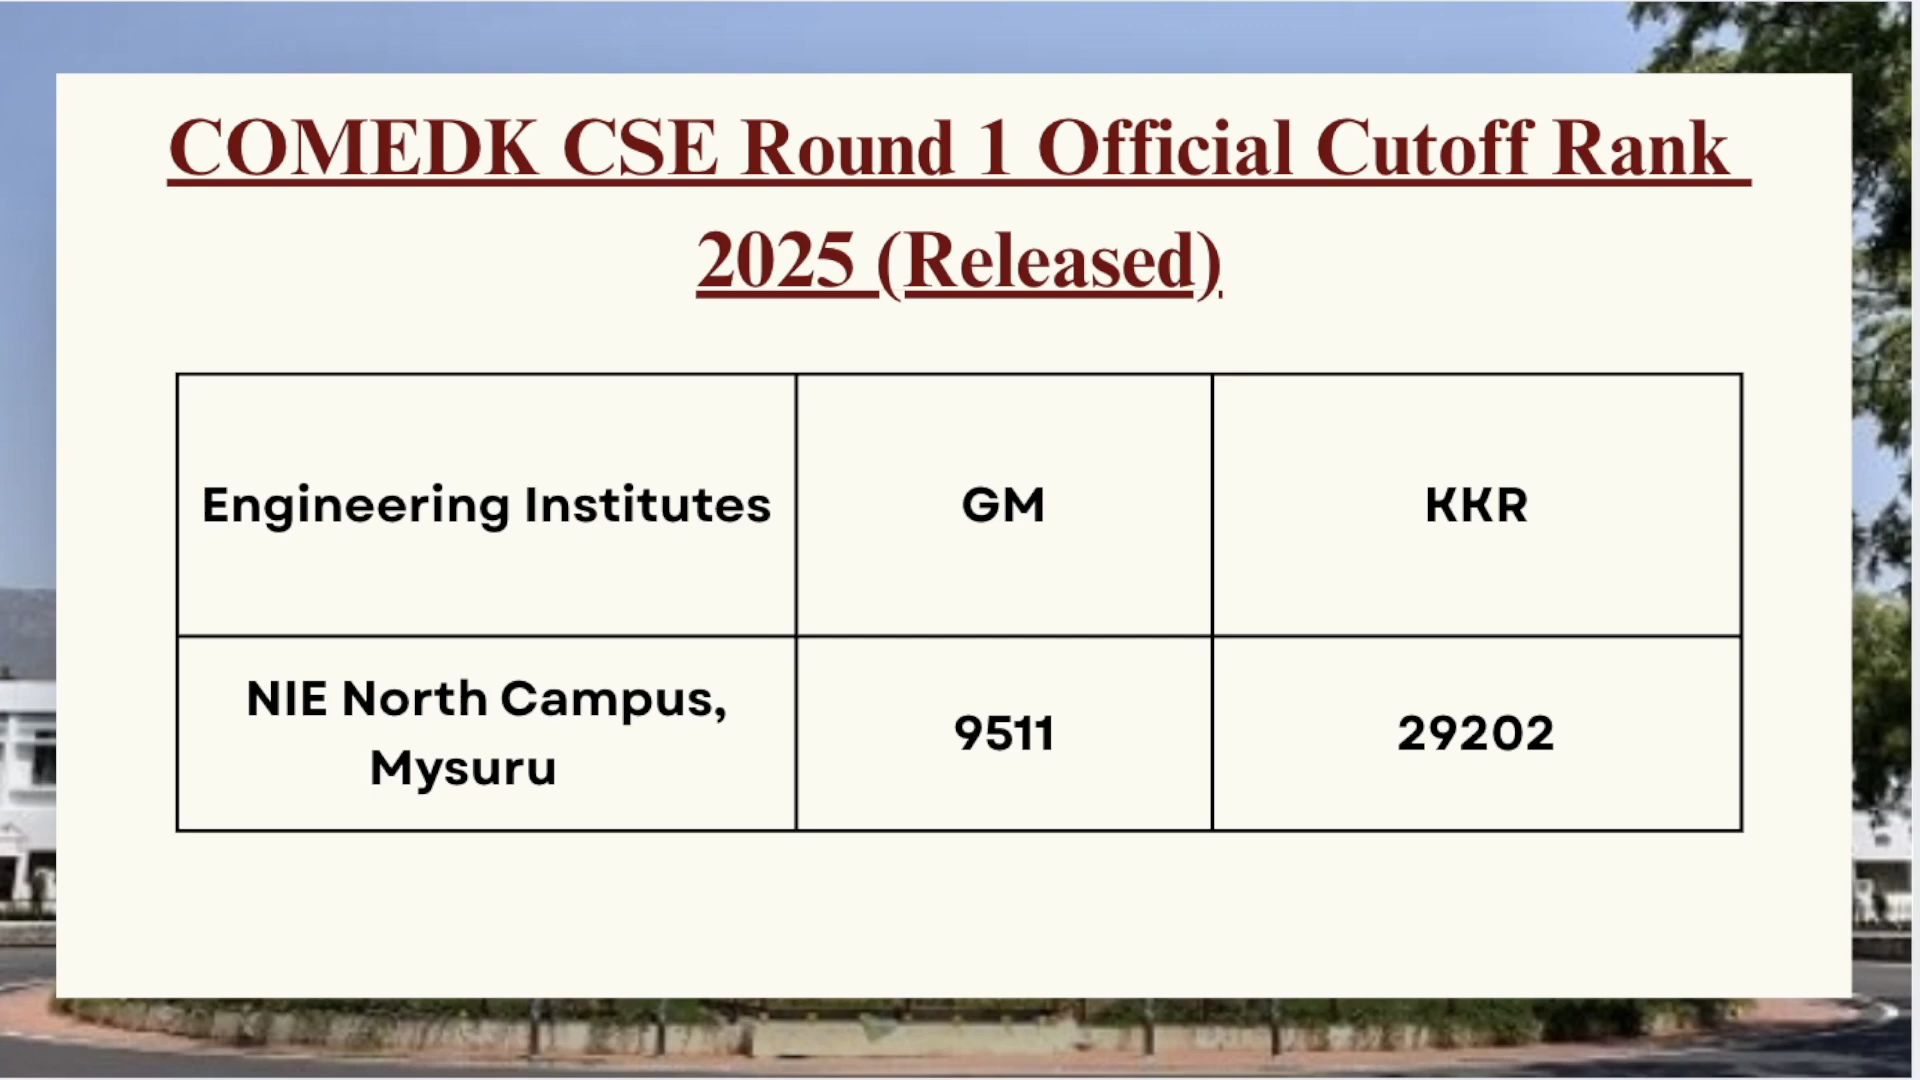 COMEDK CSE Round 1 Official Cutoff Rank
2025 (Released)
Engineering Institutes GM KKR
NIE North Campus,
Mysuru
9511 29202